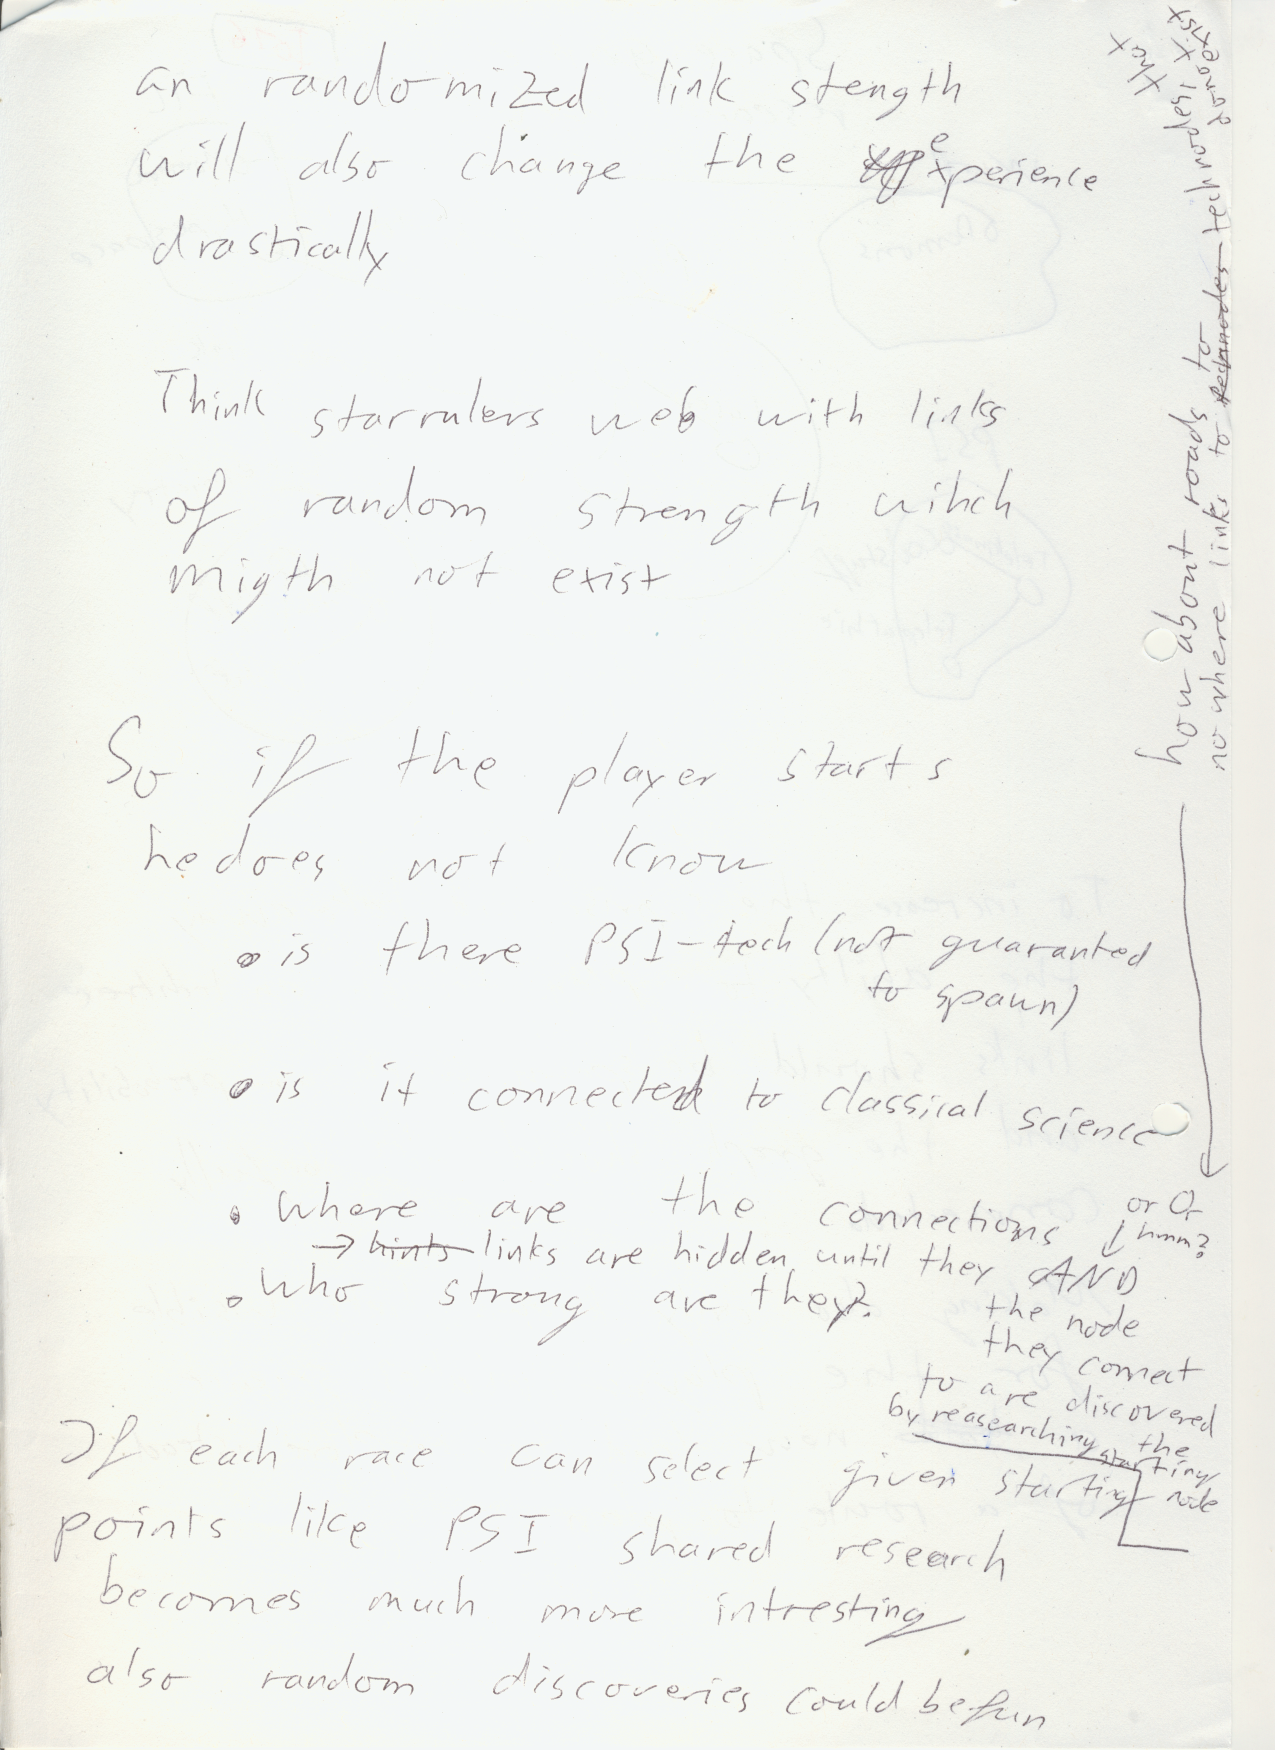 an randomized link stength
will also change the experience
drastically
Think starrulers web with links
of random strength wihch
migth not exist
So if the player starts
he does not know
• is there PSI-tech (not guaranted
to spawn)
• is it connected to classical science
• where are the connections
→ hints links are hidden until they AND
or Or
hmm?
the node
they connect
to are discovered
by reasearching the
starting
node
• who strong are they?
If each race can select given starting
points like PSI shared research
becomes much more intresting.
also random discoveries could be fun
how about roads to
no where links to technodes